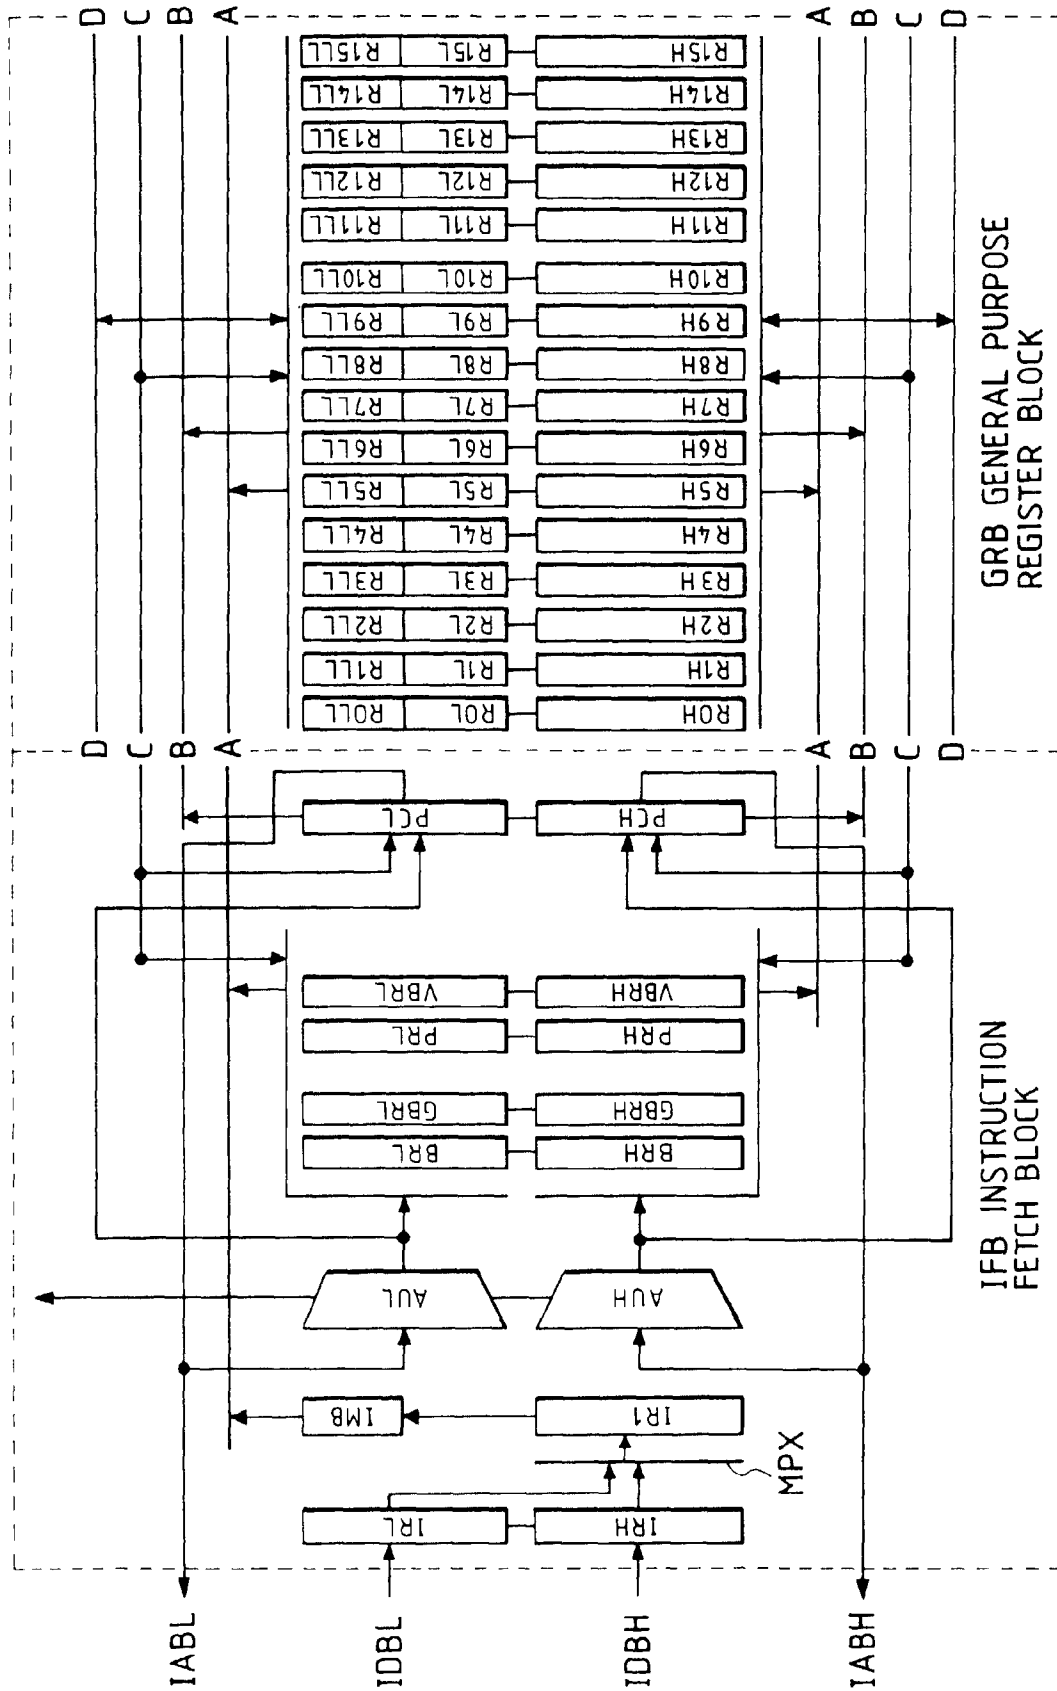 D
C
B
A
A
B
C
D
R15LL
R15L
R15H
R14LL
R14L
R14H
R13LL
R13L
R13H
R12LL
R12L
R12H
R11LL
R11L
R11H
R10LL
R10L
R10H
R9LL
R9L
R9H
R8LL
R8L
R8H
R7LL
R7L
R7H
R6LL
R6L
R6H
R5LL
R5L
R5H
R4LL
R4L
R4H
R3LL
R3L
R3H
R2LL
R2L
R2H
R1LL
R1L
R1H
R0LL
R0L
R0H
GRB GENERAL PURPOSE
REGISTER BLOCK
D
C
B
A
A
B
C
D
PCL
PCH
VBRL
VBRH
PRL
PRH
GBRL
GBRH
BRL
BRH
AUL
AUH
IMB
IR1
MPX
IRL
IRH
IFB INSTRUCTION
FETCH BLOCK
IABL
IDBL
IDBH
IABH